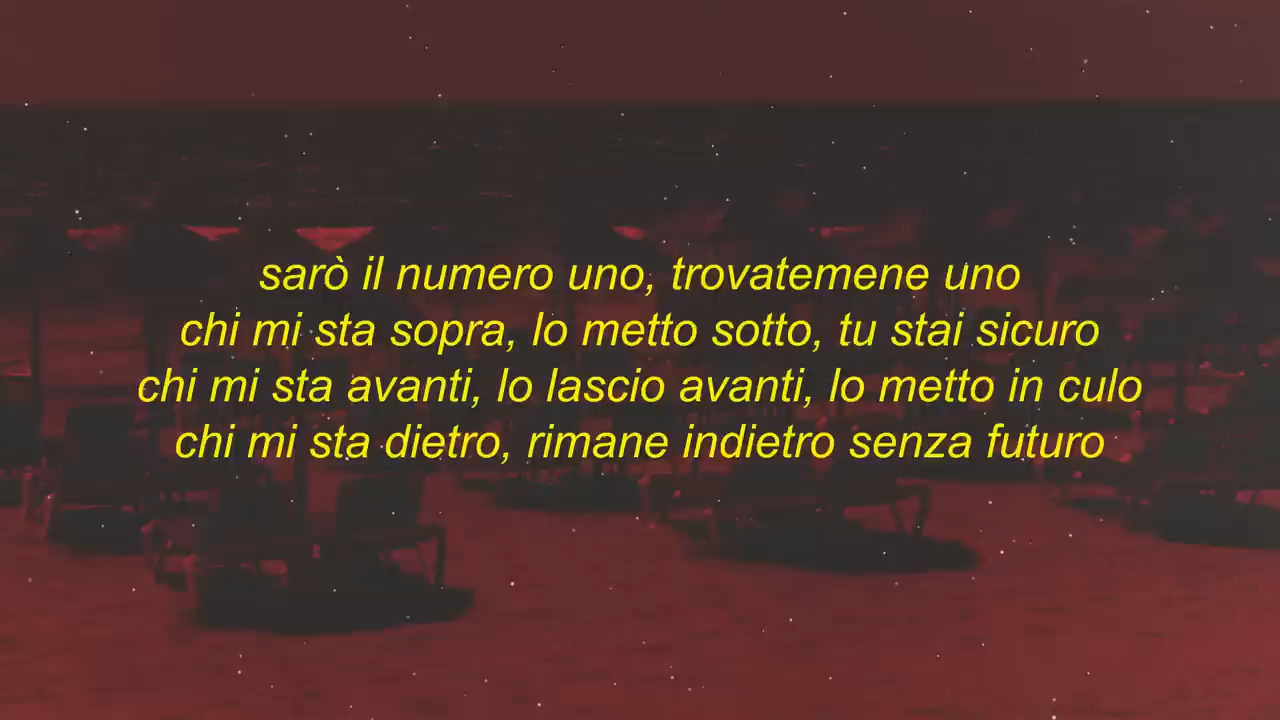 sarò il numero uno, trovatemene uno
chi mi sta sopra, lo metto sotto, tu stai sicuro
chi mi sta avanti, lo lascio avanti, lo metto in culo
chi mi sta dietro, rimane indietro senza futuro